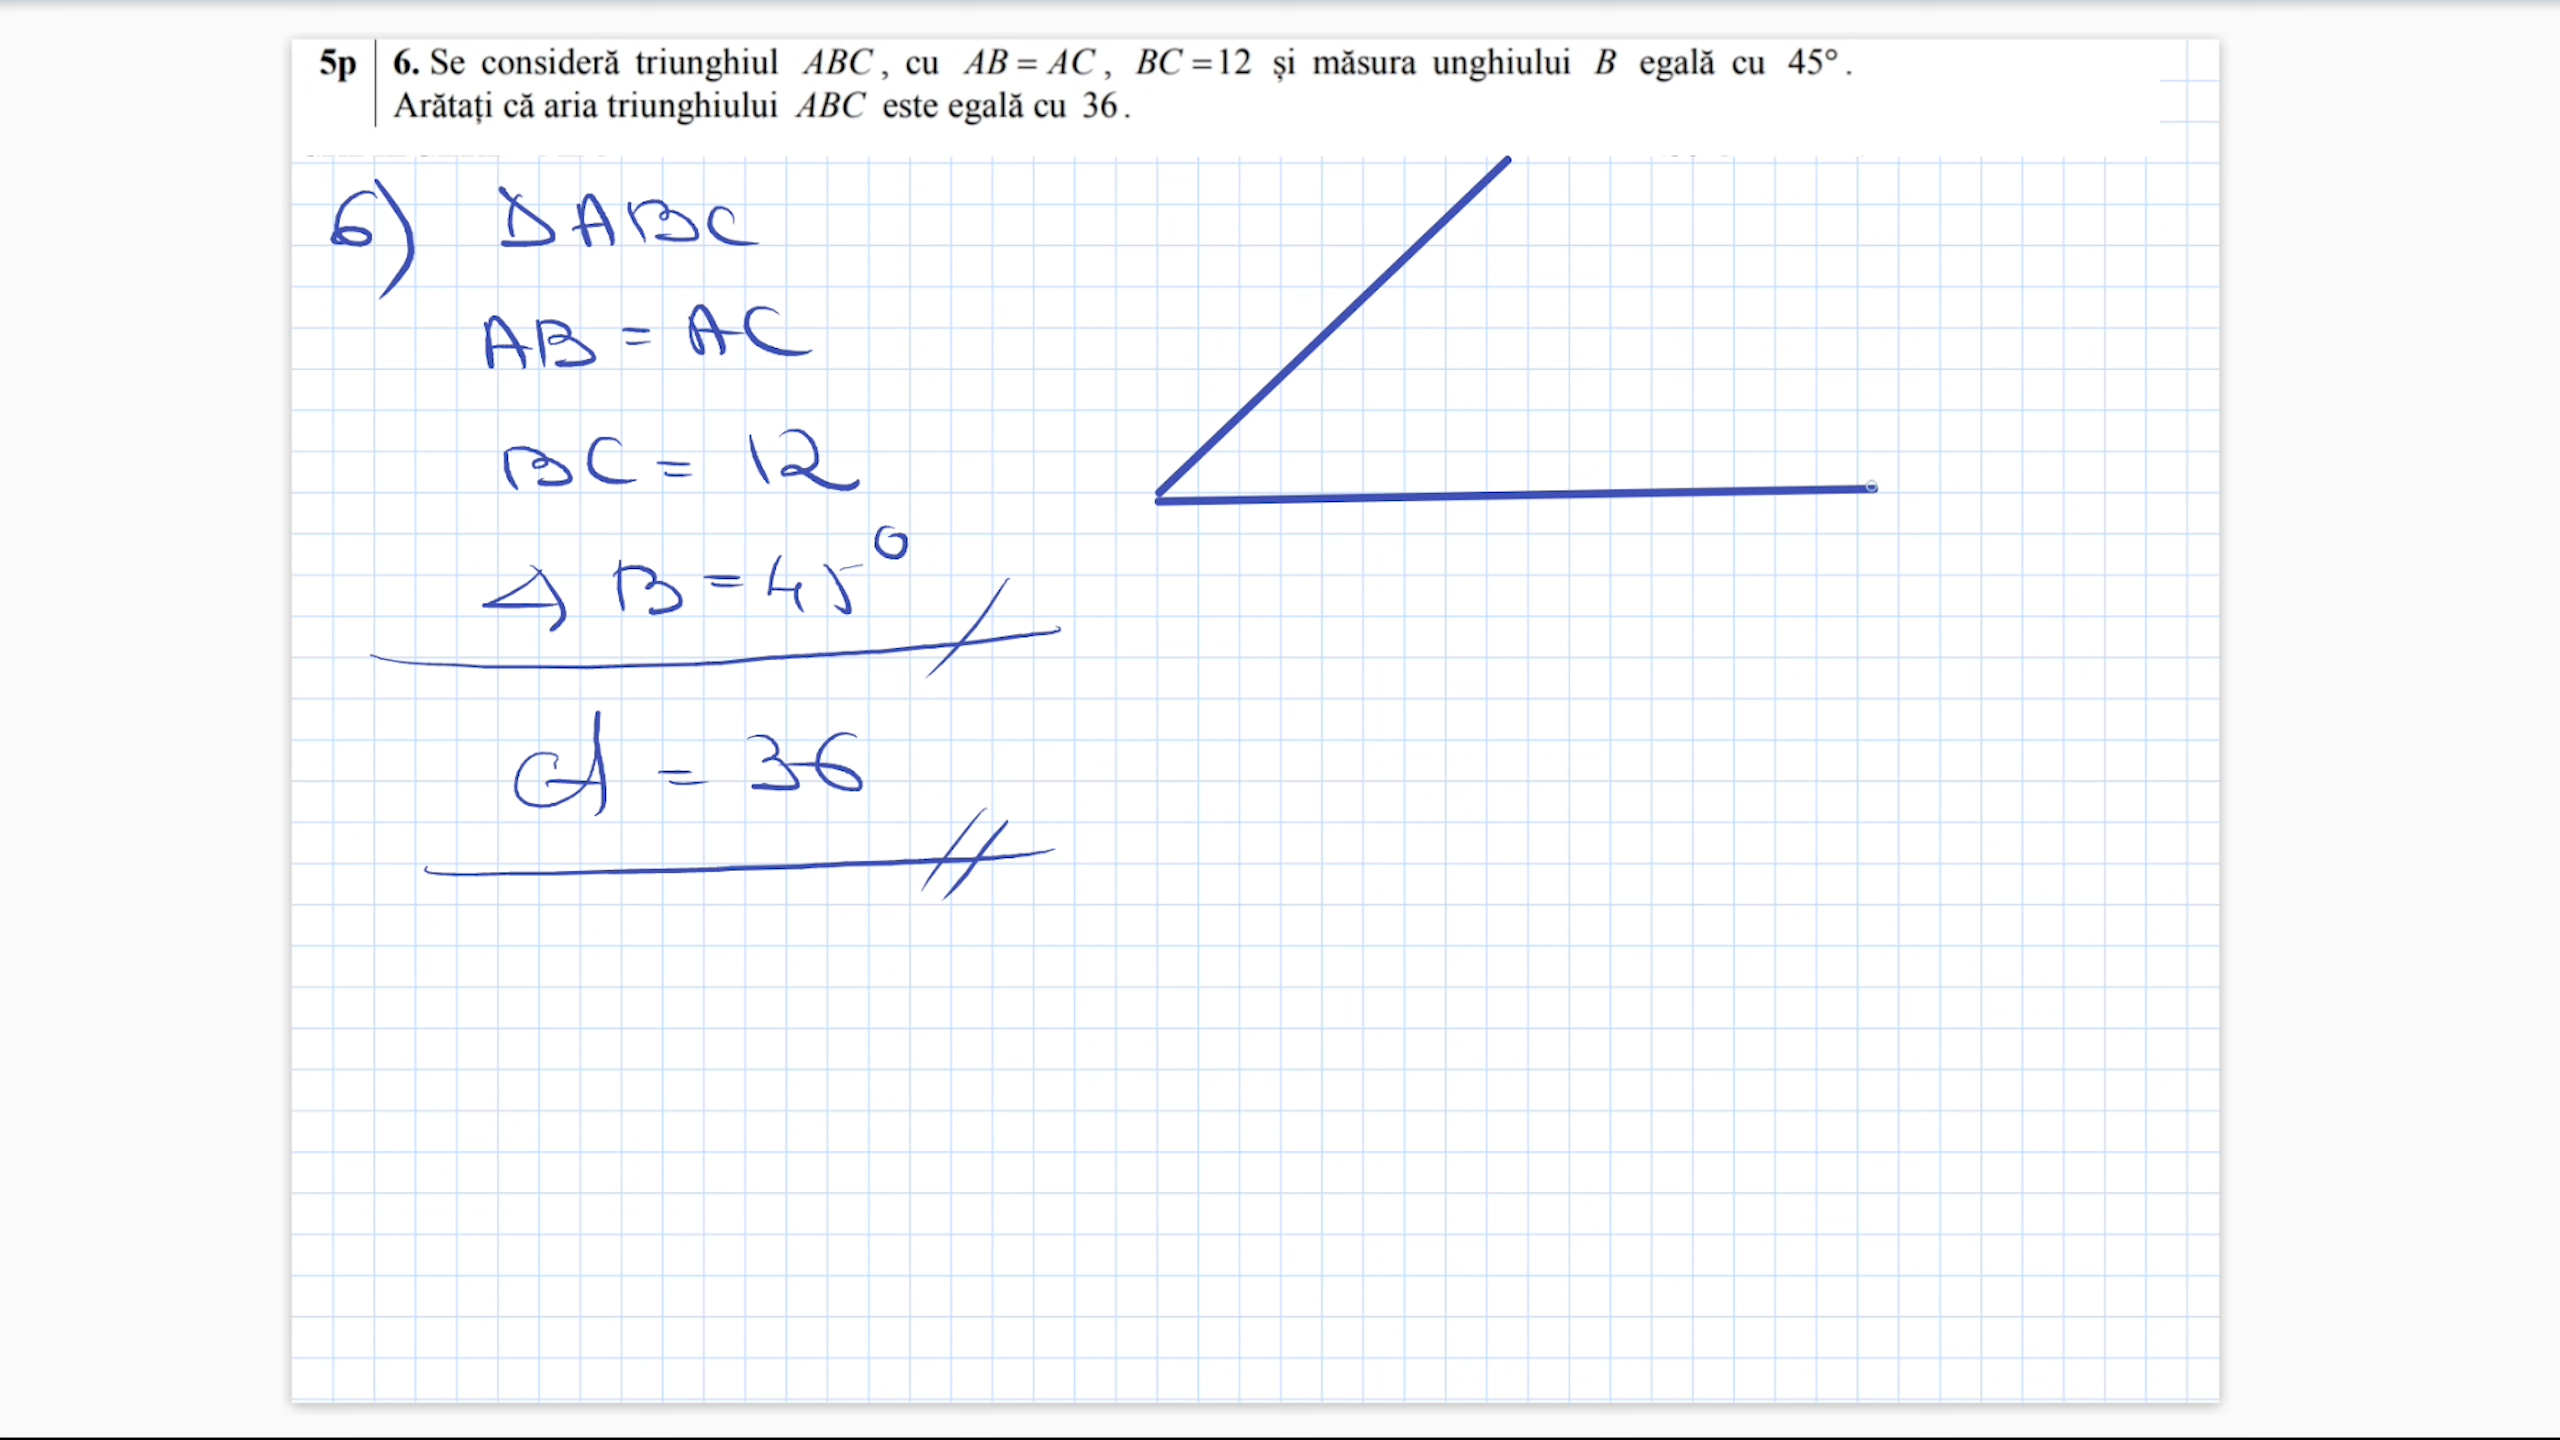 5p 6. Se consideră triunghiul ABC, cu AB = AC, BC = 12 și măsura unghiului B egală cu 45°.
Arătați că aria triunghiului ABC este egală cu 36.
6) ΔABC
AB = AC
BC = 12
∢ B = 45°
A = 36